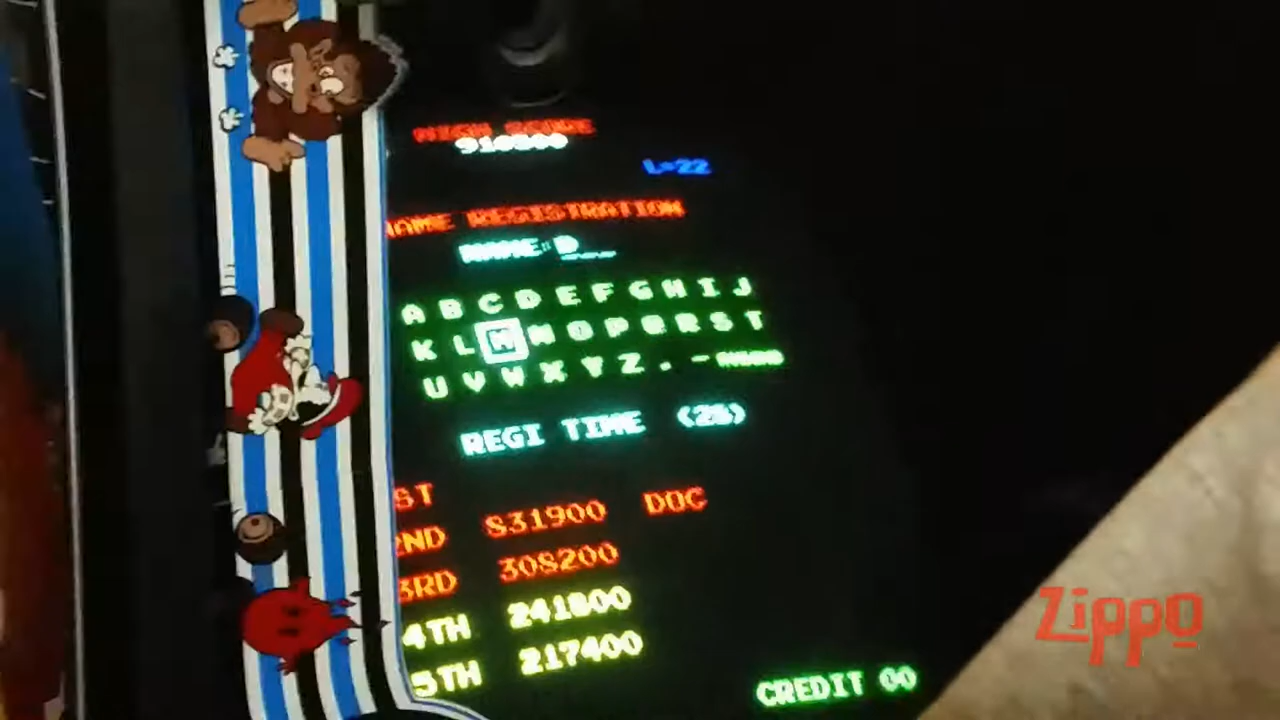 HIGH SCORE
L=22
NAME REGISTRATION
NAME: D__
A B C D E F G H I J
K L M N O P Q R S T
U V W X Y Z . -
REGI TIME (25)
ST
2ND 831900 DOC
3RD 308200
4TH 241800
5TH 217400
CREDIT 00
Zippo